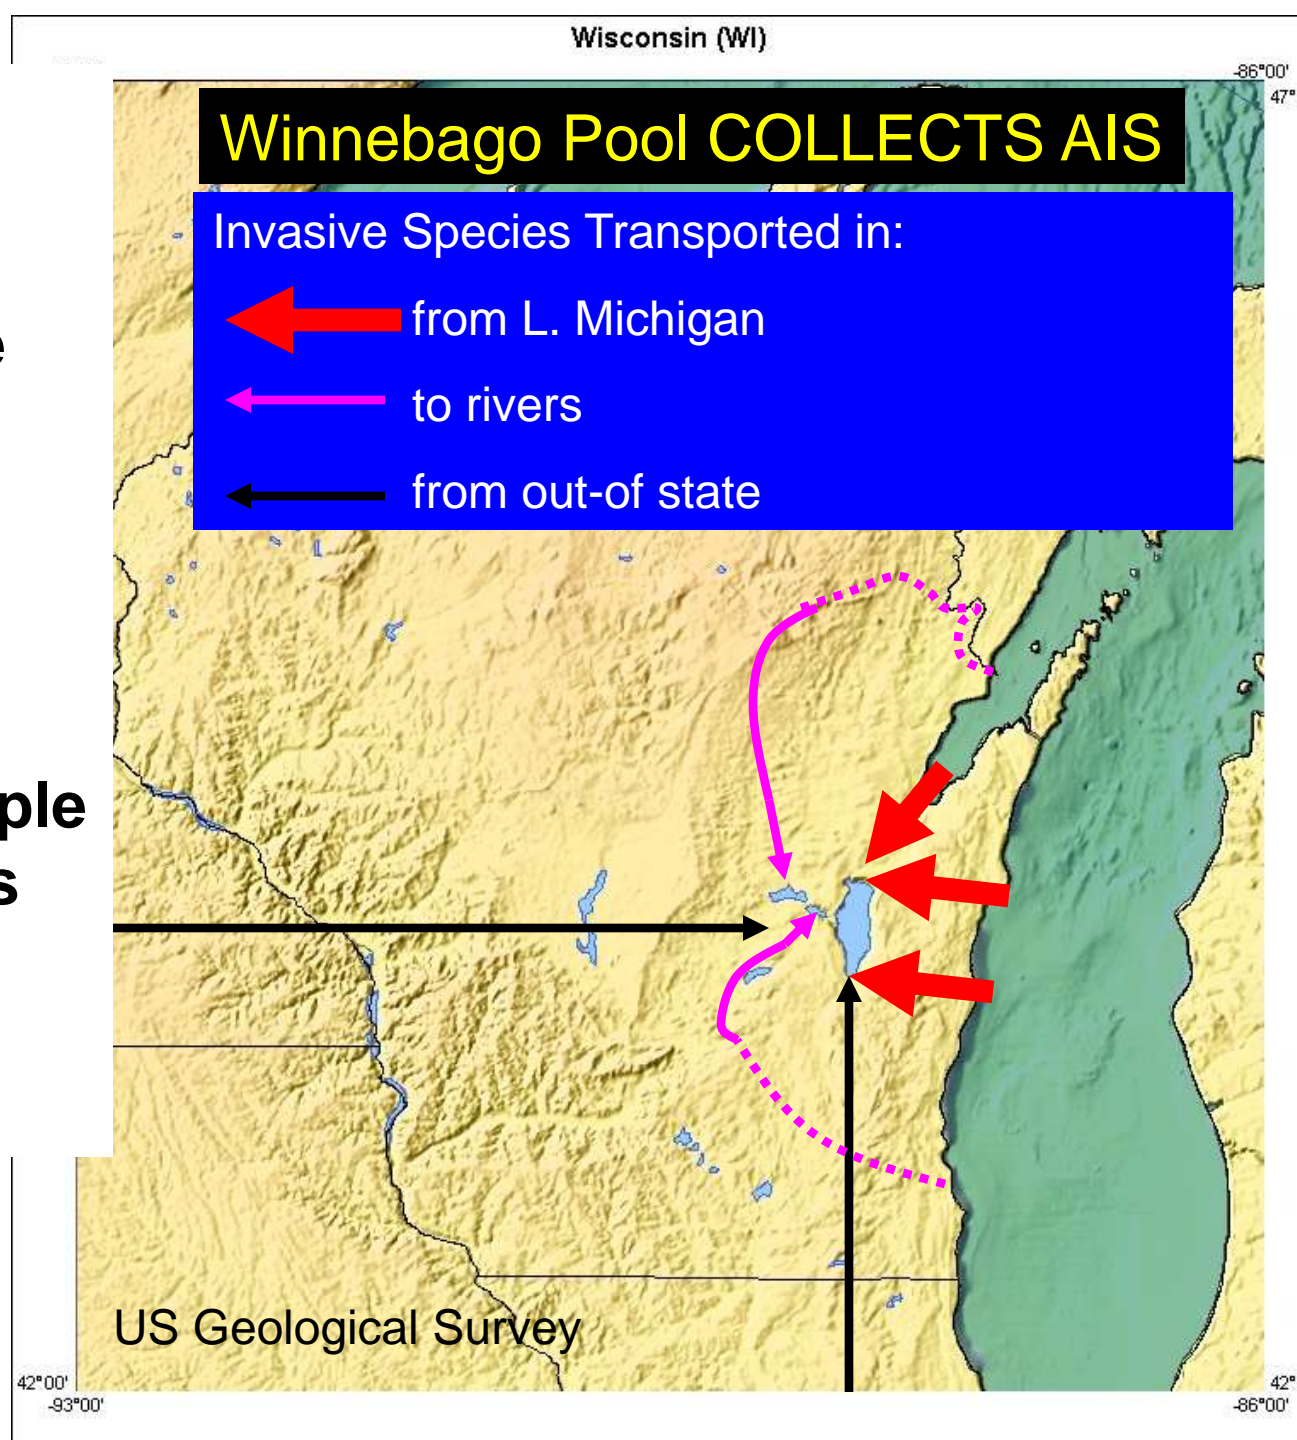 Wisconsin (WI)
-86°00'
47°
Winnebago Pool COLLECTS AIS
Invasive Species Transported in:
from L. Michigan
to rivers
from out-of state
US Geological Survey
42°00'
-93°00'
42°
-86°00'